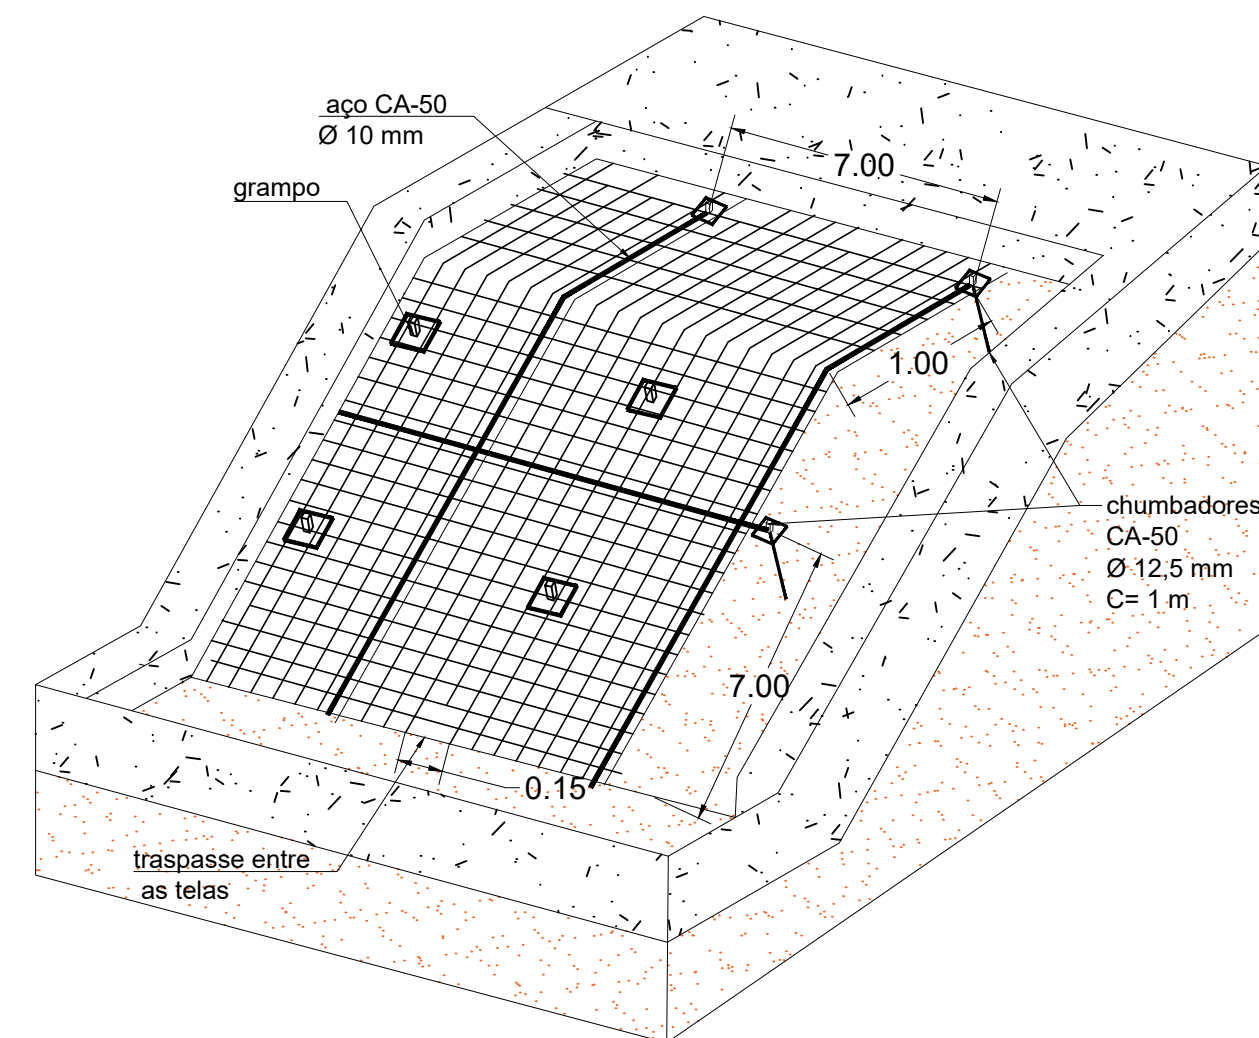 aço CA-50
Ø 10 mm
7.00
grampo
1.00
chumbadores
CA-50
Ø 12,5 mm
C= 1 m
7.00
0.15
traspasse entre
as telas